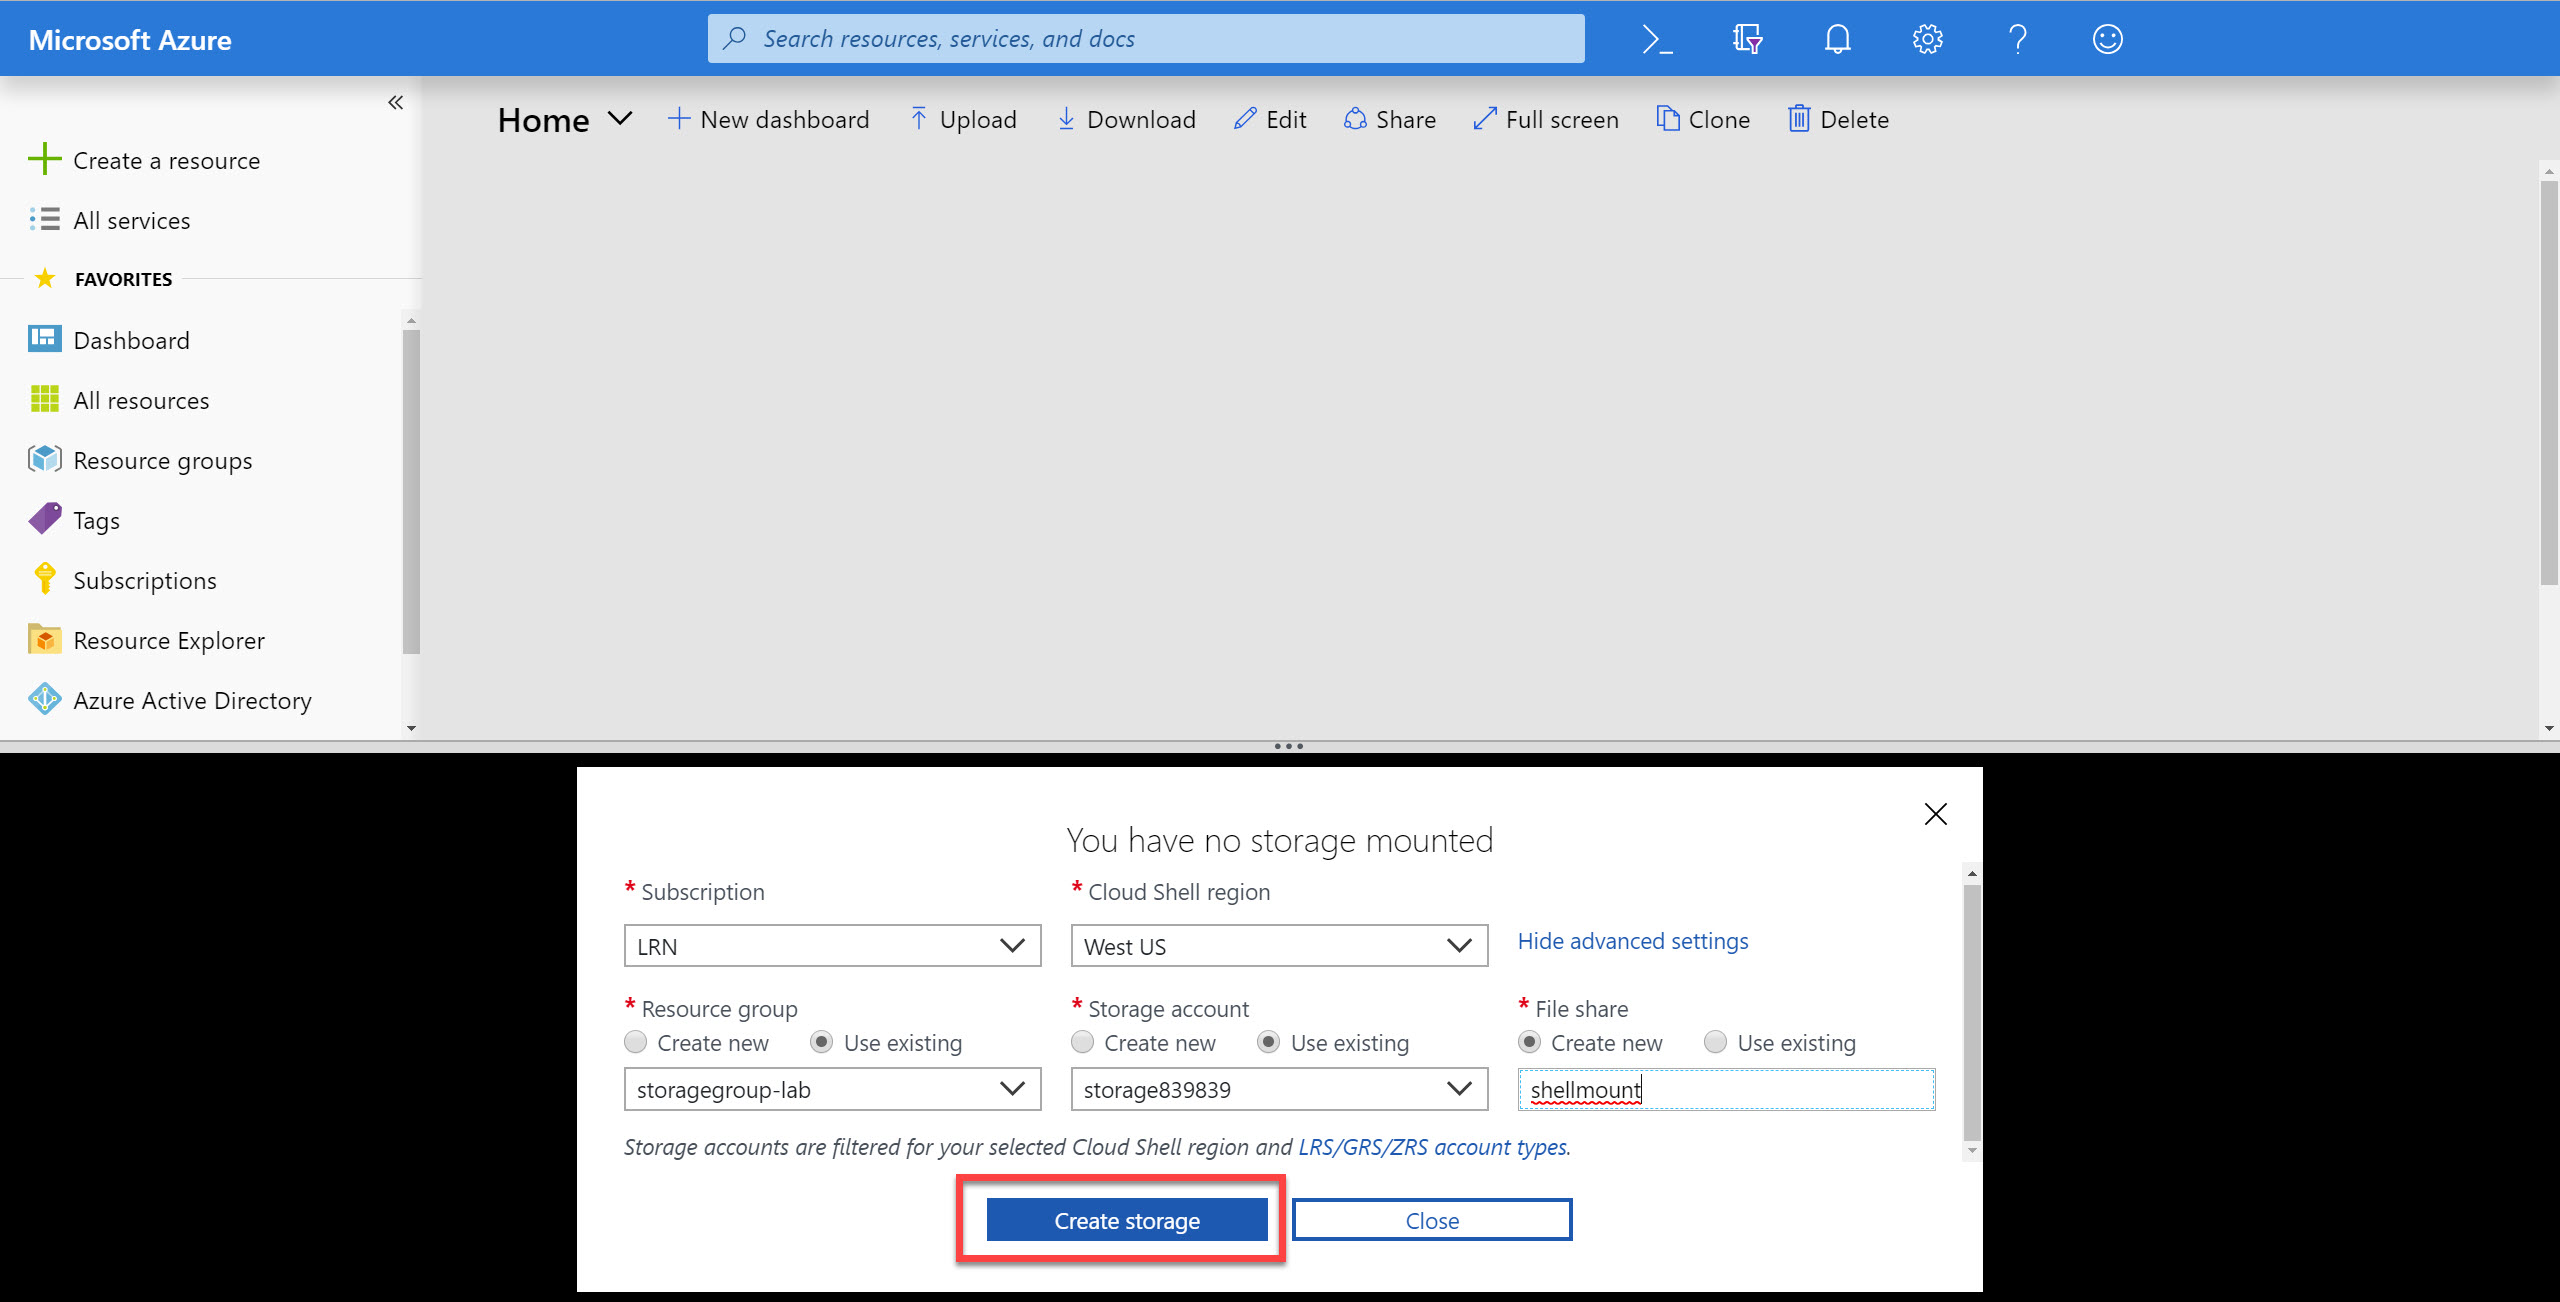 Microsoft Azure
Search resources, services, and docs
Create a resource
All services
FAVORITES
Dashboard
All resources
Resource groups
Tags
Subscriptions
Resource Explorer
Azure Active Directory
Home New dashboard Upload Download Edit Share Full screen Clone Delete
You have no storage mounted
* Subscription * Cloud Shell region
LRN West US Hide advanced settings
* Resource group * Storage account * File share
Create new Use existing Create new Use existing Create new Use existing
storagegroup-lab storage839839 shellmount
Storage accounts are filtered for your selected Cloud Shell region and LRS/GRS/ZRS account types.
Create storage Close